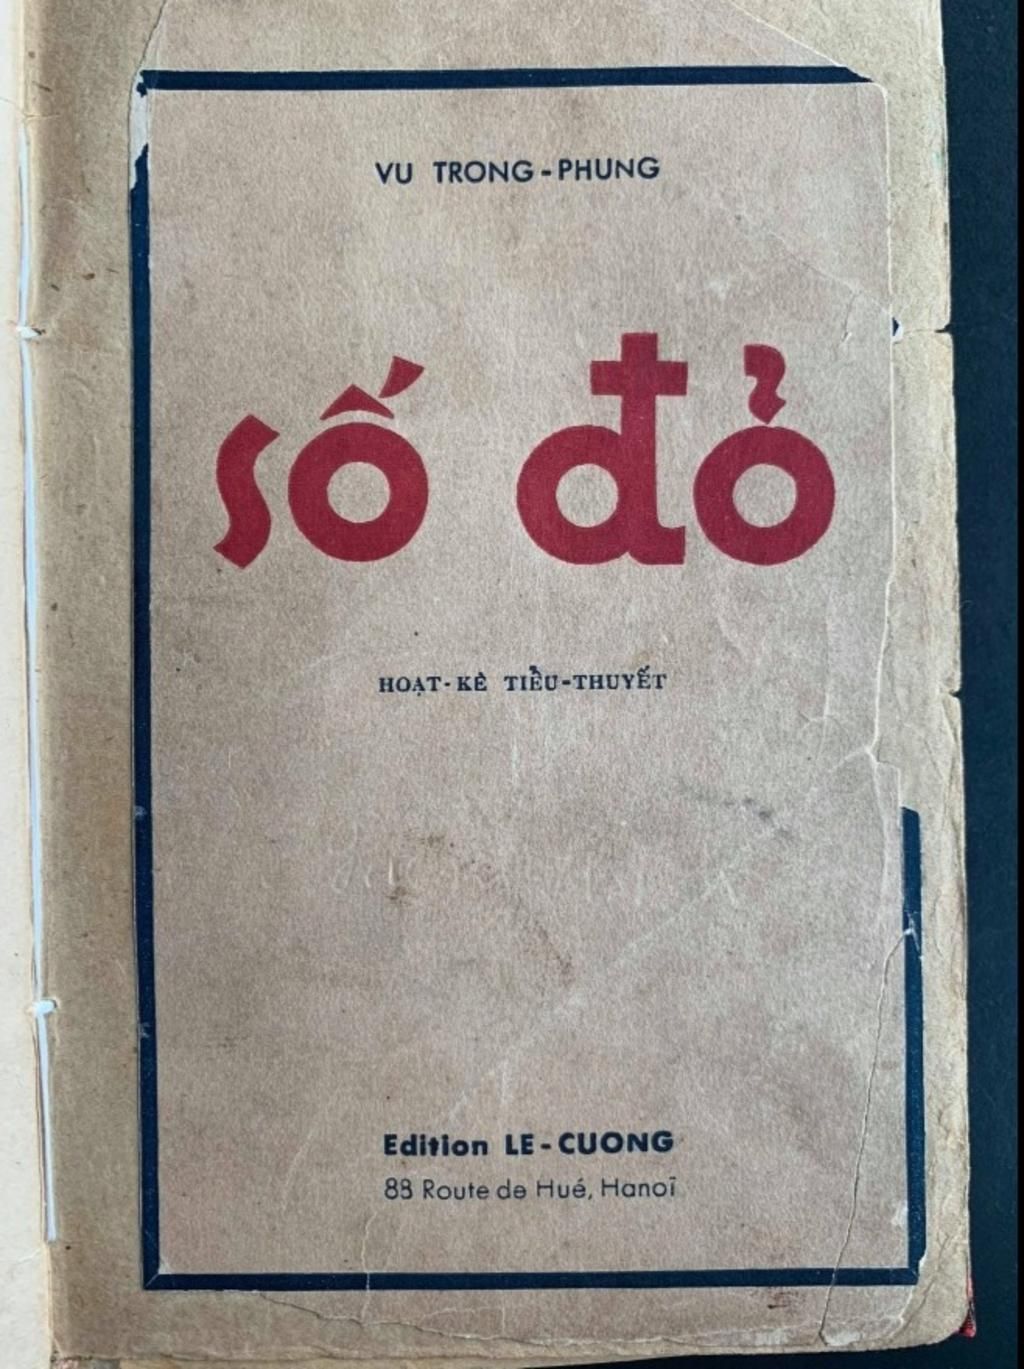 VU TRONG-PHUNG
số đỏ
HOẠT-KÊ TIỂU-THUYẾT
Edition LE-CUONG
88 Route de Hué, Hanoï